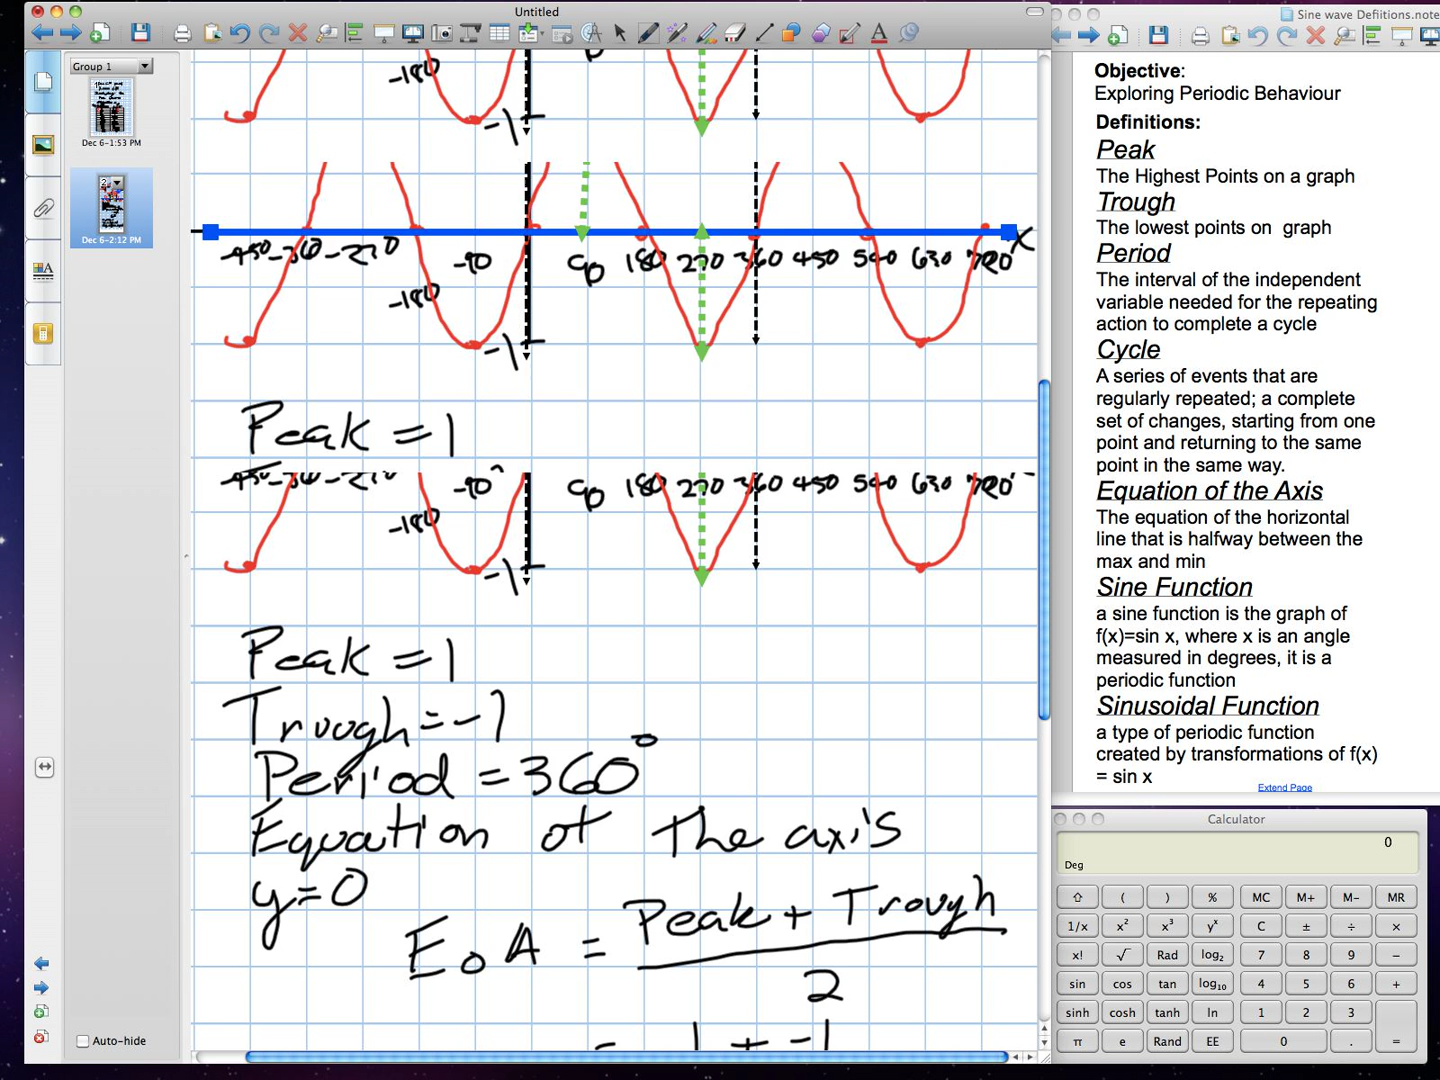 Untitled
Sine wave Defiitions.note
Group 1
Dec 6-1:53 PM
Dec 6-2:12 PM
Auto-hide
-180
-1
-450 -360 -270 -90 90 180 270 360 450 540 630 720 x
-180
-1
Peak = 1
-90 90 180 270 360 450 540 630 720
-180
-1
Peak = 1
Trough = -1
Period = 360°
Equation of the axis
y = 0
EoA = Peak + Trough
2
= 1 + -1
Objective:
Exploring Periodic Behaviour
Definitions:
Peak
The Highest Points on a graph
Trough
The lowest points on graph
Period
The interval of the independent
variable needed for the repeating
action to complete a cycle
Cycle
A series of events that are
regularly repeated; a complete
set of changes, starting from one
point and returning to the same
point in the same way.
Equation of the Axis
The equation of the horizontal
line that is halfway between the
max and min
Sine Function
a sine function is the graph of
f(x)=sin x, where x is an angle
measured in degrees, it is a
periodic function
Sinusoidal Function
a type of periodic function
created by transformations of f(x)
= sin x
Extend Page
Calculator
0
Deg
⇧ ( ) % MC M+ M- MR
1/x x² x³ yˣ C ± ÷ ×
x! √ Rad log₂ 7 8 9 −
sin cos tan log₁₀ 4 5 6 +
sinh cosh tanh ln 1 2 3
π e Rand EE 0 . =